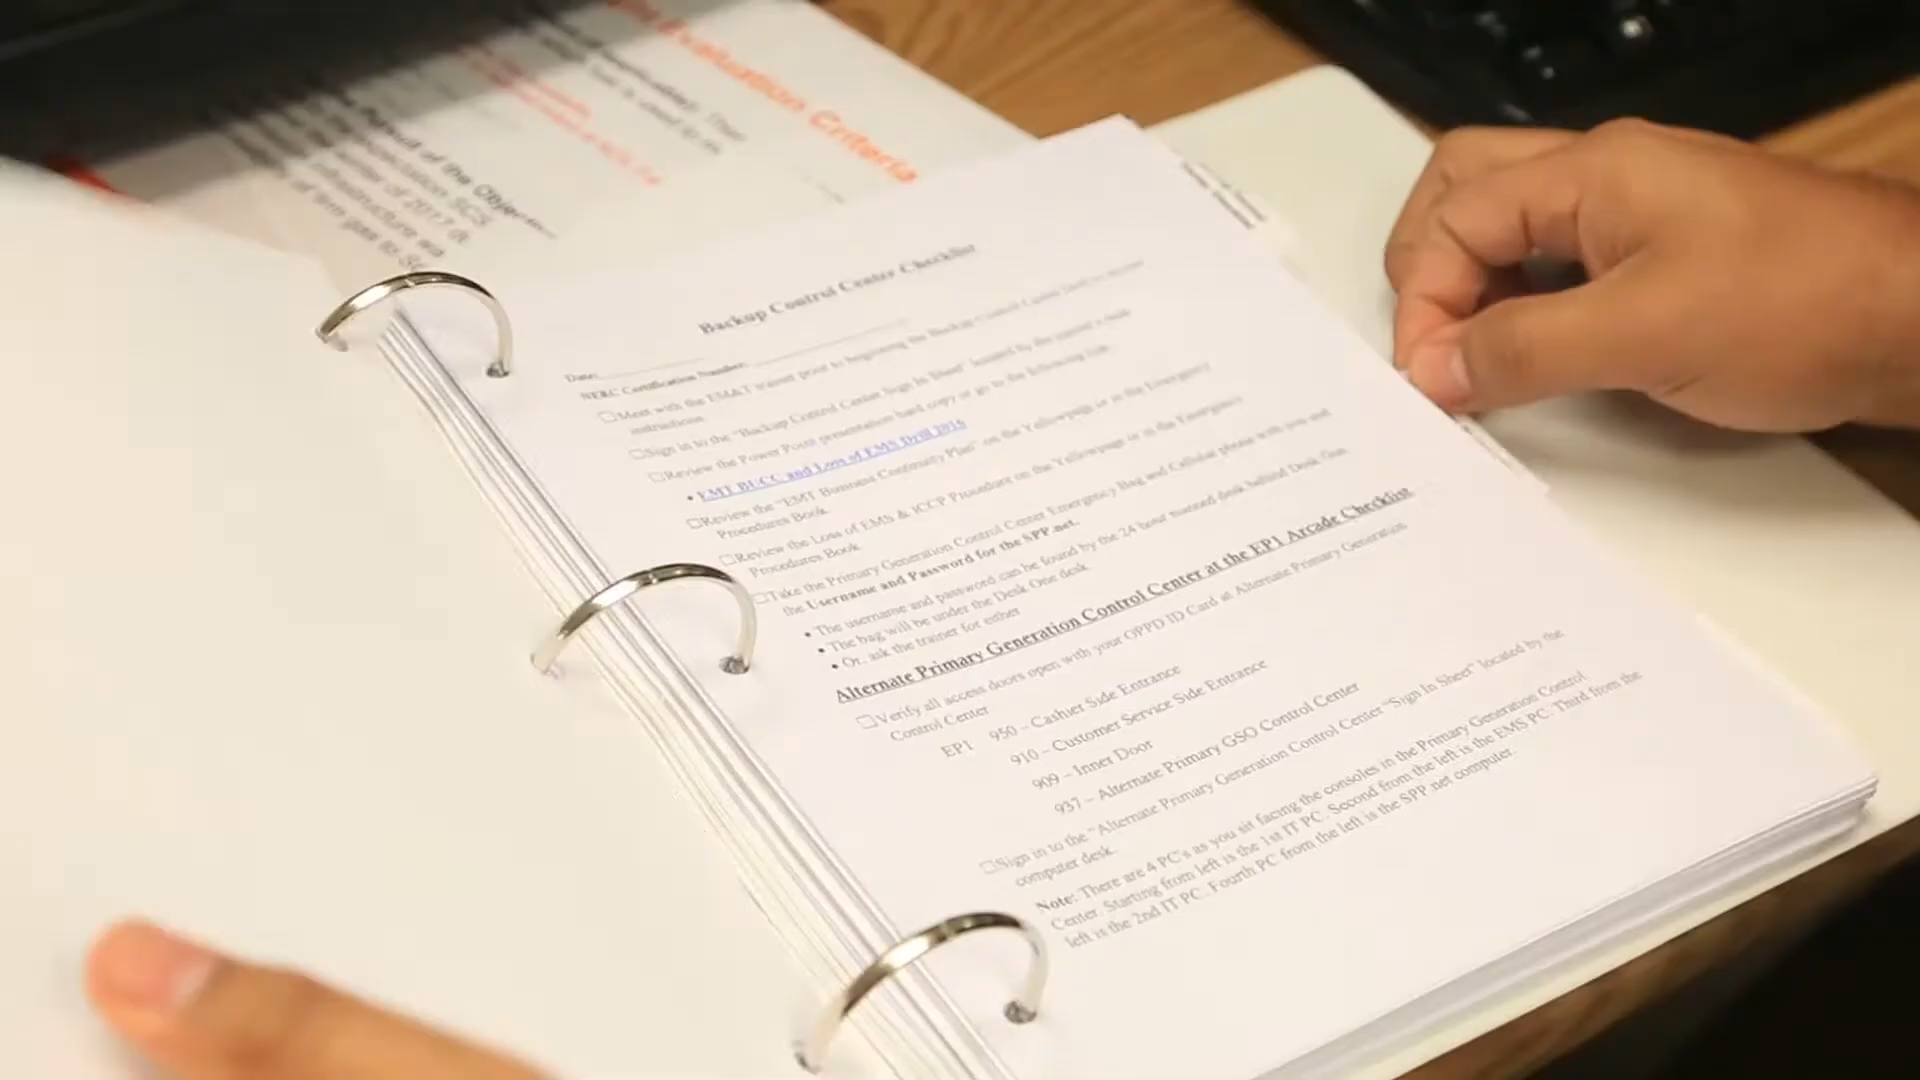 Evaluation Criteria
Backup Control Center Checklist
Date:
NERC Certification Number:
☐Meet with the EM&T trainer prior to beginning the Backup Control Center Drill to receive
instructions.
☐Sign in to the "Backup Control Center Sign In Sheet" located by the
☐Review the Power Point presentation hard copy or go to the following link
• EMT BUCC and Loss of EMS Drill 2016
☐Review the "EMT Business Continuity Plan" on the Yellowpage or in the Emergency
Procedures Book.
☐Review the Loss of EMS & ICCP Procedure on the Yellowpage or in the Emergency
Procedures Book
☐Take the Primary Generation Control Center Emergency Bag and Cellular phone with you and
the Username and Password for the SPP.net.
• The username and password can be found by the 24 hour manned desk behind Desk One
• The bag will be under the Desk One desk.
• Or, ask the trainer for either
Alternate Primary Generation Control Center at the EP1 Arcade Checklist
☐Verify all access doors open with your OPPD ID Card at Alternate Primary Generation
Control Center
EP1 950 – Cashier Side Entrance
910 – Customer Service Side Entrance
909 – Inner Door
937 – Alternate Primary GSO Control Center
☐Sign in to the "Alternate Primary Generation Control Center "Sign In Sheet" located by the
computer desk.
Note: There are 4 PC's as you sit facing the consoles in the Primary Generation Control
Center. Starting from left is the 1st IT PC. Second from the left is the EMS PC. Third from the
left is the 2nd IT PC. Fourth PC from the left is the SPP.net computer.